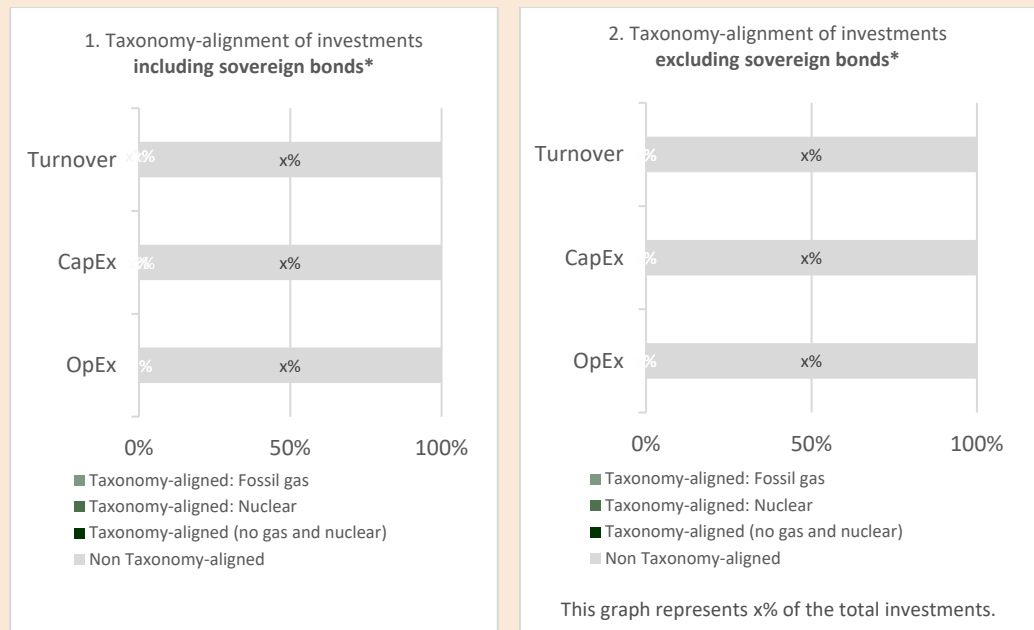 1. Taxonomy-alignment of investments
including sovereign bonds*
Turnover
x%
CapEx
x%
OpEx
x%
0% 50% 100%
Taxonomy-aligned: Fossil gas
Taxonomy-aligned: Nuclear
Taxonomy-aligned (no gas and nuclear)
Non Taxonomy-aligned
2. Taxonomy-alignment of investments
excluding sovereign bonds*
Turnover
x%
CapEx
x%
OpEx
x%
0% 50% 100%
Taxonomy-aligned: Fossil gas
Taxonomy-aligned: Nuclear
Taxonomy-aligned (no gas and nuclear)
Non Taxonomy-aligned
This graph represents x% of the total investments.